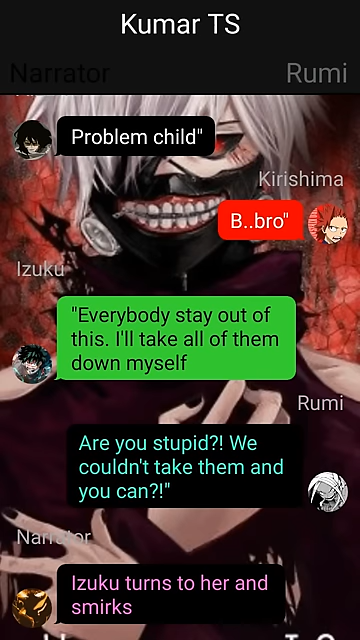 Kumar TS
Narrator Rumi
Problem child"
Kirishima
B..bro"
Izuku
"Everybody stay out of
this. I'll take all of them
down myself
Rumi
Are you stupid?! We
couldn't take them and
you can?!"
Narrator
Izuku turns to her and
smirks